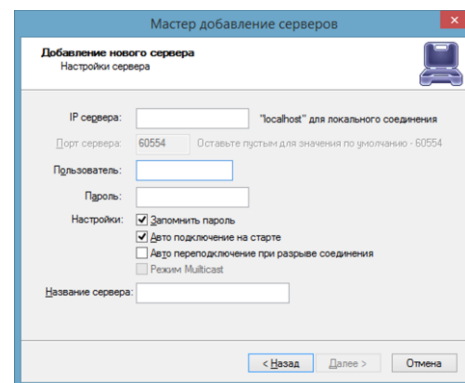 Мастер добавление серверов
Добавление нового сервера
Настройки сервера
IP сервера: "localhost" для локального соединения
Порт сервера: 60554 Оставьте пустым для значения по умолчанию - 60554
Пользователь:
Пароль:
Настройки: Запомнить пароль
Авто подключение на старте
Авто переподключение при разрыве соединения
Режим Multicast
Название сервера:
< Назад Далее > Отмена